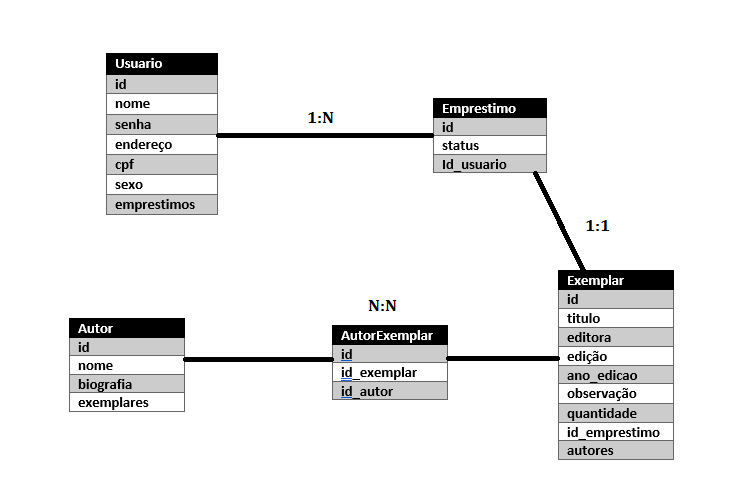 Usuario
id
nome
senha
endereço
cpf
sexo
emprestimos
1:N
Emprestimo
id
status
Id_usuario
1:1
Exemplar
id
titulo
editora
edição
ano_edicao
observação
quantidade
id_emprestimo
autores
N:N
AutorExemplar
id
id_exemplar
id_autor
Autor
id
nome
biografia
exemplares